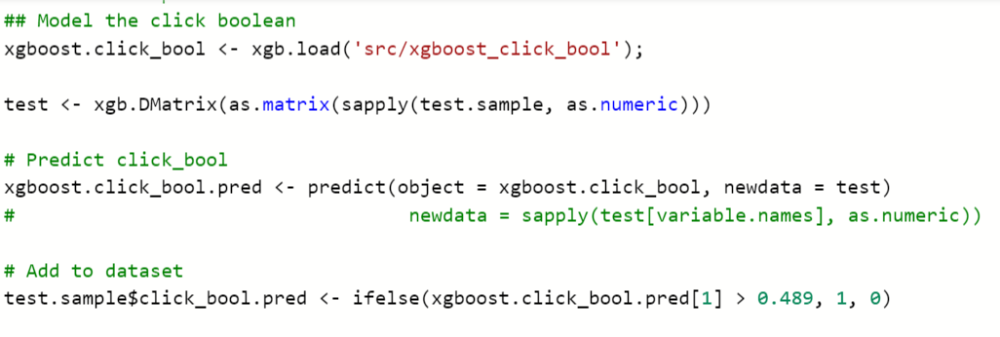 ## Model the click boolean
xgboost.click_bool <- xgb.load('src/xgboost_click_bool');
test <- xgb.DMatrix(as.matrix(sapply(test.sample, as.numeric)))
# Predict click_bool
xgboost.click_bool.pred <- predict(object = xgboost.click_bool, newdata = test)
# newdata = sapply(test[variable.names], as.numeric))
# Add to dataset
test.sample$click_bool.pred <- ifelse(xgboost.click_bool.pred[1] > 0.489, 1, 0)